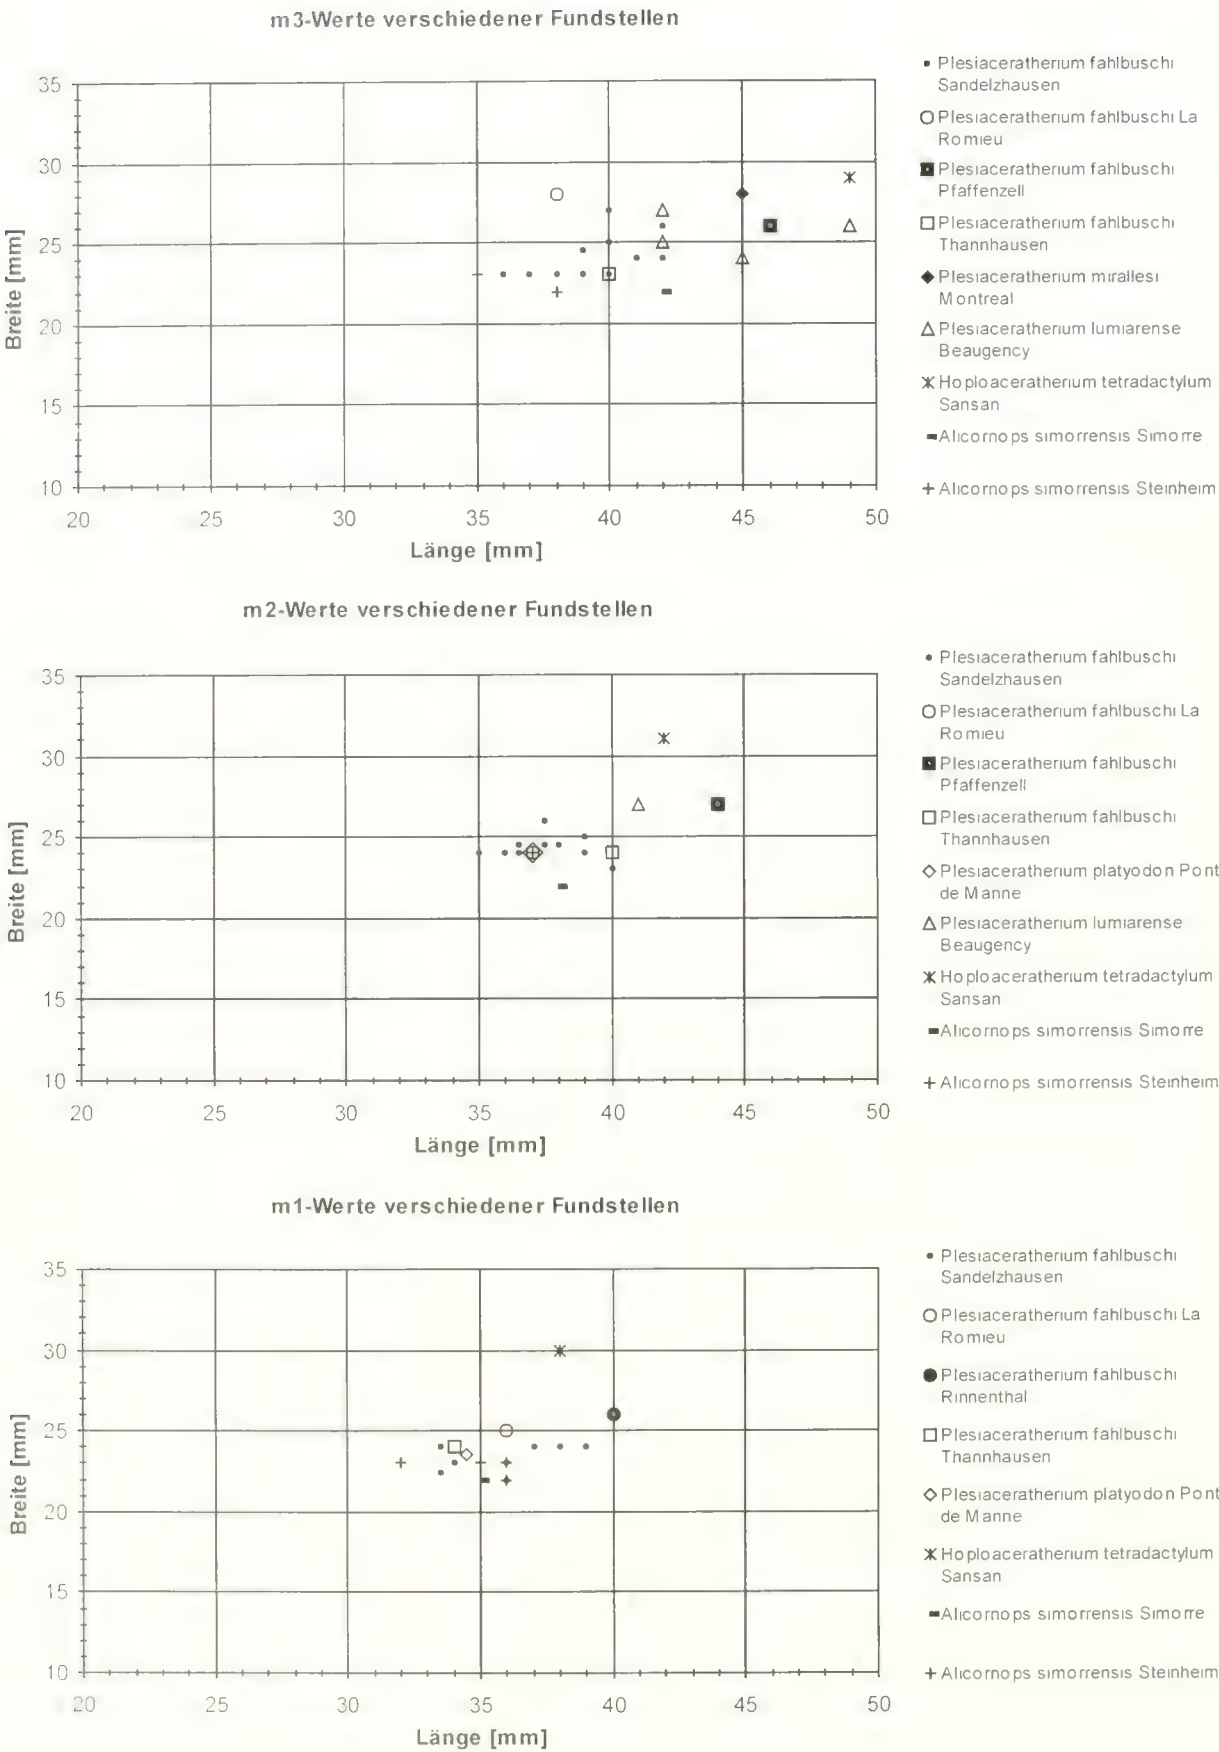 m3-Werte verschiedener Fundstellen
35
30
25
20
15
10
20 25 30 35 40 45 50
Breite [mm]
Länge [mm]
Plesiaceratherium fahlbuschi
Sandelzhausen
Plesiaceratherium fahlbuschi La
Romieu
Plesiaceratherium fahlbuschi
Pfaffenzell
Plesiaceratherium fahlbuschi
Thannhausen
Plesiaceratherium mirallesi
Montreal
Plesiaceratherium lumiarense
Beaugency
Hoploaceratherium tetradactylum
Sansan
Alicornops simorrensis Simorre
Alicornops simorrensis Steinheim
m2-Werte verschiedener Fundstellen
35
30
25
20
15
10
20 25 30 35 40 45 50
Breite [mm]
Länge [mm]
Plesiaceratherium fahlbuschi
Sandelzhausen
Plesiaceratherium fahlbuschi La
Romieu
Plesiaceratherium fahlbuschi
Pfaffenzell
Plesiaceratherium fahlbuschi
Thannhausen
Plesiaceratherium platyodon Pont
de Manne
Plesiaceratherium lumiarense
Beaugency
Hoploaceratherium tetradactylum
Sansan
Alicornops simorrensis Simorre
Alicornops simorrensis Steinheim
m1-Werte verschiedener Fundstellen
35
30
25
20
15
10
20 25 30 35 40 45 50
Breite [mm]
Länge [mm]
Plesiaceratherium fahlbuschi
Sandelzhausen
Plesiaceratherium fahlbuschi La
Romieu
Plesiaceratherium fahlbuschi
Rinnenthal
Plesiaceratherium fahlbuschi
Thannhausen
Plesiaceratherium platyodon Pont
de Manne
Hoploaceratherium tetradactylum
Sansan
Alicornops simorrensis Simorre
Alicornops simorrensis Steinheim